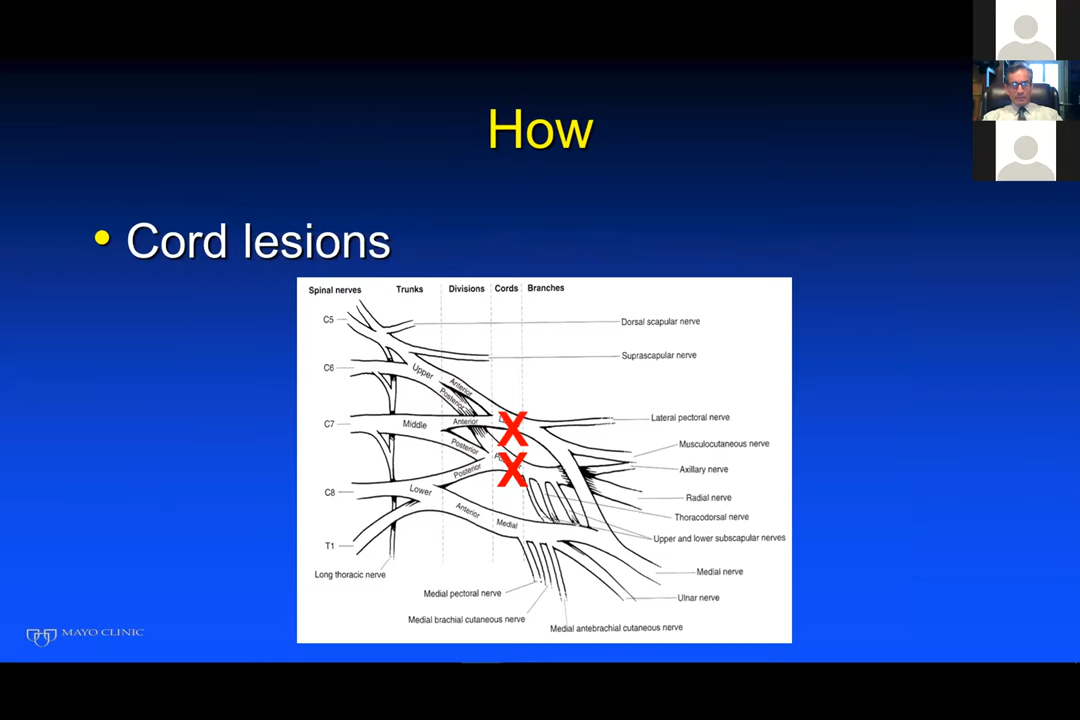 How
• Cord lesions
Spinal nerves Trunks Divisions Cords Branches
C5
Dorsal scapular nerve
Suprascapular nerve
C6
Upper
Anterior
Posterior
Lateral pectoral nerve
C7
Middle
Anterior
Musculocutaneous nerve
Posterior
Posterior
Axillary nerve
C8
Lower
Radial nerve
Anterior
Medial
Thoracodorsal nerve
Upper and lower subscapular nerves
T1
Long thoracic nerve
Medial nerve
Medial pectoral nerve
Ulnar nerve
Medial brachial cutaneous nerve
Medial antebrachial cutaneous nerve
X
X
MAYO CLINIC